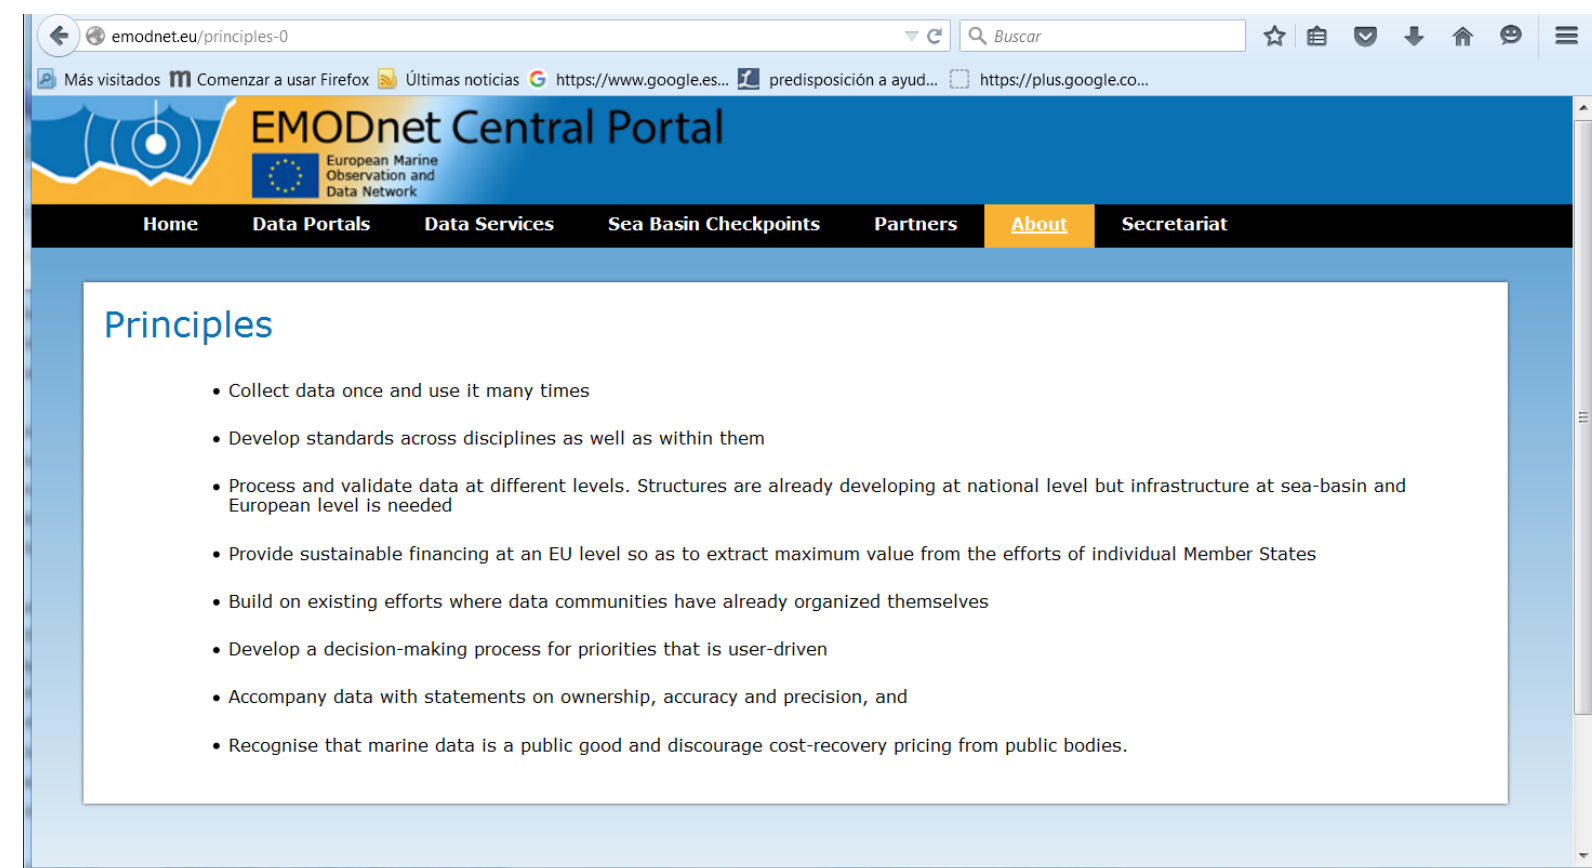 emodnet.eu/principles-0
Buscar
Más visitados Comenzar a usar Firefox Últimas noticias https://www.google.es... predisposición a ayud... https://plus.google.co...
EMODnet Central Portal
European Marine
Observation and
Data Network
Home Data Portals Data Services Sea Basin Checkpoints Partners About Secretariat
Principles
• Collect data once and use it many times
• Develop standards across disciplines as well as within them
• Process and validate data at different levels. Structures are already developing at national level but infrastructure at sea-basin and
European level is needed
• Provide sustainable financing at an EU level so as to extract maximum value from the efforts of individual Member States
• Build on existing efforts where data communities have already organized themselves
• Develop a decision-making process for priorities that is user-driven
• Accompany data with statements on ownership, accuracy and precision, and
• Recognise that marine data is a public good and discourage cost-recovery pricing from public bodies.